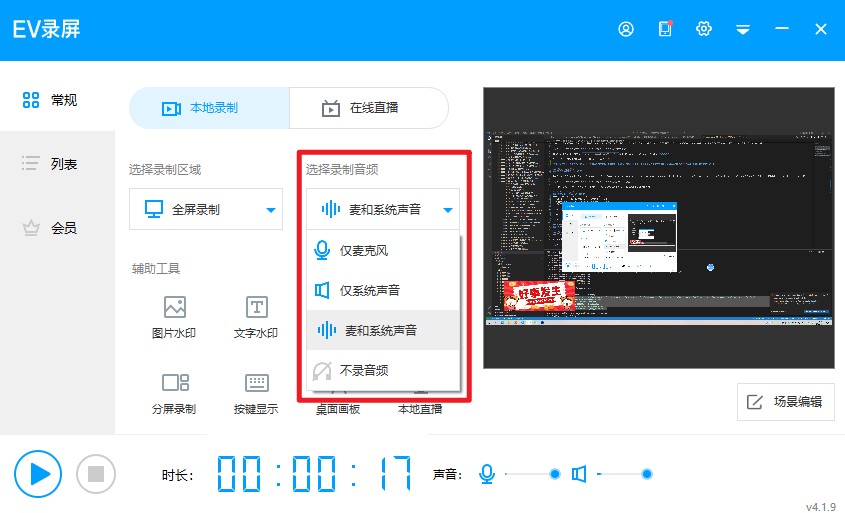 EV录屏
常规
列表
会员
本地录制
在线直播
选择录制区域
选择录制音频
全屏录制
麦和系统声音
仅麦克风
仅系统声音
麦和系统声音
不录音频
辅助工具
图片水印
文字水印
分屏录制
按键显示
桌面画板
本地直播
好事发生
场景编辑
时长:
00:00:17
声音:
v4.1.9